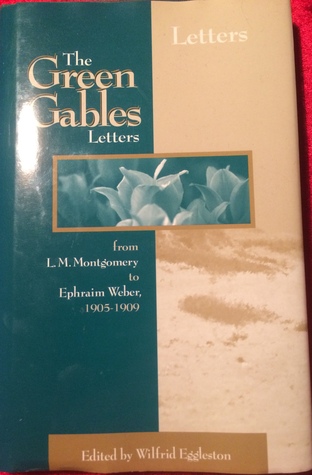 Letters
The
Green
Gables
Letters
from
L. M. Montgomery
to
Ephraim Weber,
1905-1909
Edited by Wilfrid Eggleston